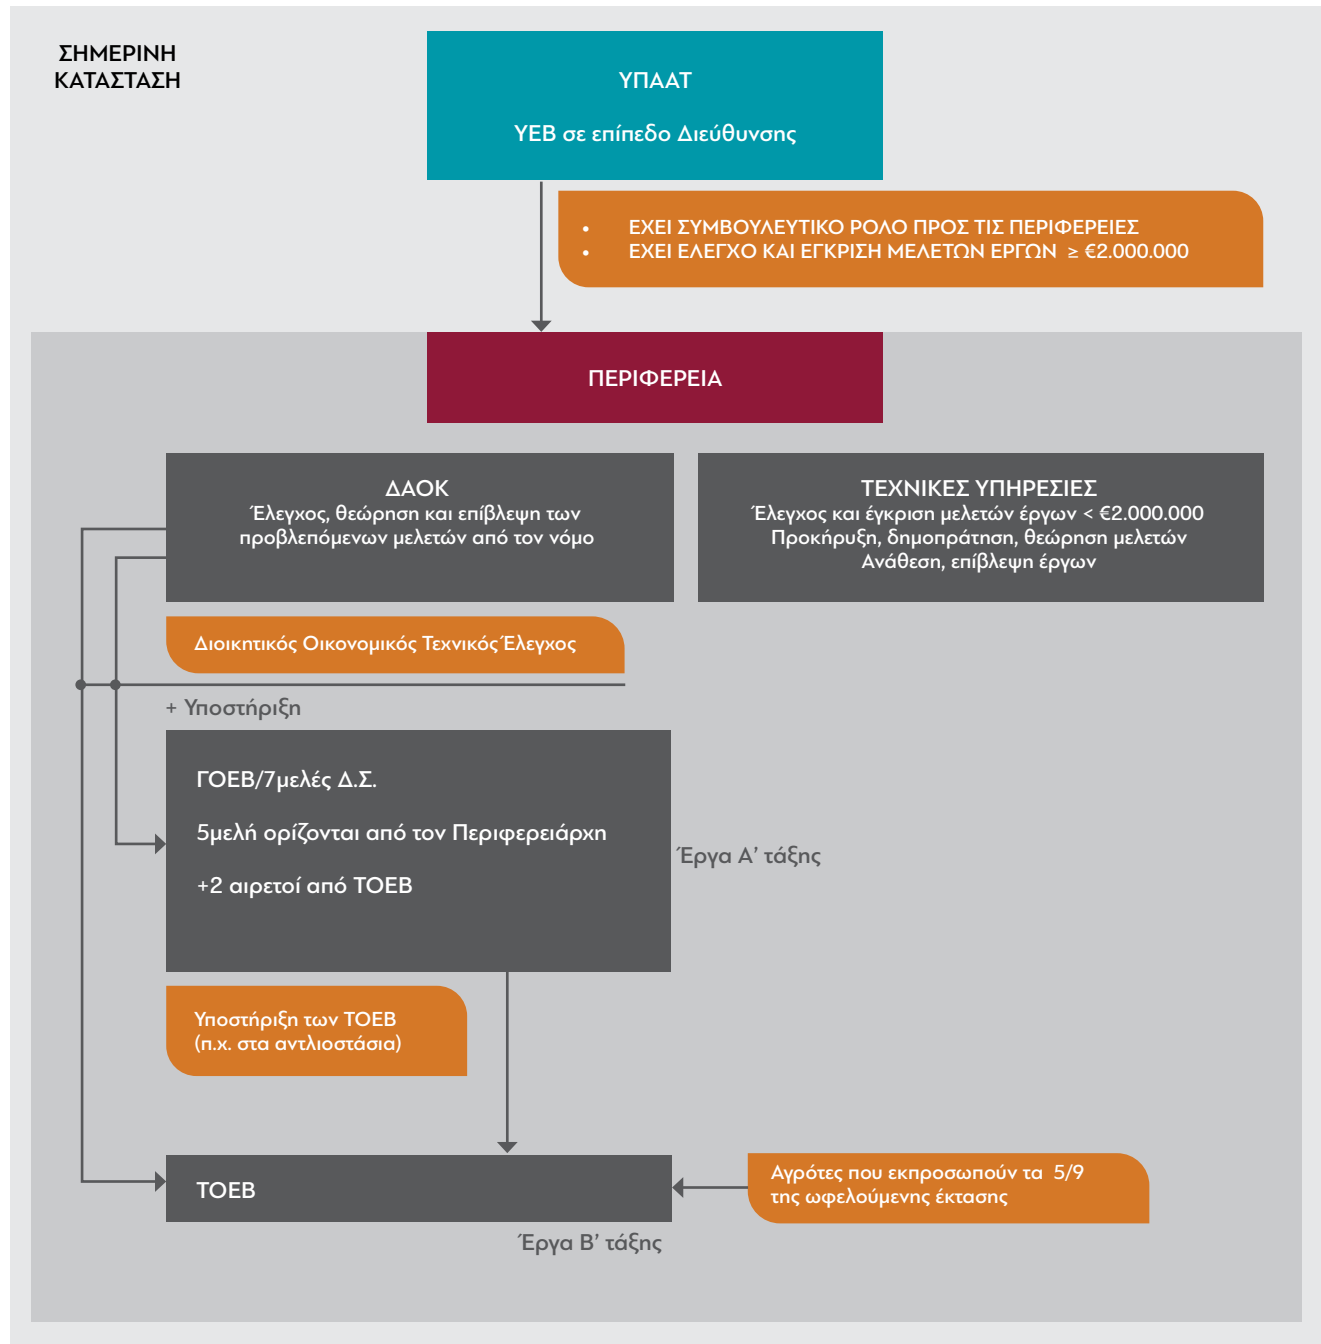 ΣΗΜΕΡΙΝΗ
ΚΑΤΑΣΤΑΣΗ
ΥΠΑΑΤ
ΥΕΒ σε επίπεδο Διεύθυνσης
• ΕΧΕΙ ΣΥΜΒΟΥΛΕΥΤΙΚΟ ΡΟΛΟ ΠΡΟΣ ΤΙΣ ΠΕΡΙΦΕΡΕΙΕΣ
• ΕΧΕΙ ΕΛΕΓΧΟ ΚΑΙ ΕΓΚΡΙΣΗ ΜΕΛΕΤΩΝ ΕΡΓΩΝ ≥ €2.000.000
ΠΕΡΙΦΕΡΕΙΑ
ΔΑΟΚ
Έλεγχος, θεώρηση και επίβλεψη των
προβλεπόμενων μελετών από τον νόμο
ΤΕΧΝΙΚΕΣ ΥΠΗΡΕΣΙΕΣ
Έλεγχος και έγκριση μελετών έργων < €2.000.000
Προκήρυξη, δημοπράτηση, θεώρηση μελετών
Ανάθεση, επίβλεψη έργων
Διοικητικός Οικονομικός Τεχνικός Έλεγχος
+ Υποστήριξη
ΓΟΕΒ/7μελές Δ.Σ.
5μελή ορίζονται από τον Περιφερειάρχη
+2 αιρετοί από ΤΟΕΒ
Έργα Α’ τάξης
Υποστήριξη των ΤΟΕΒ
(π.χ. στα αντλιοστάσια)
ΤΟΕΒ
Αγρότες που εκπροσωπούν τα 5/9
της ωφελούμενης έκτασης
Έργα Β’ τάξης